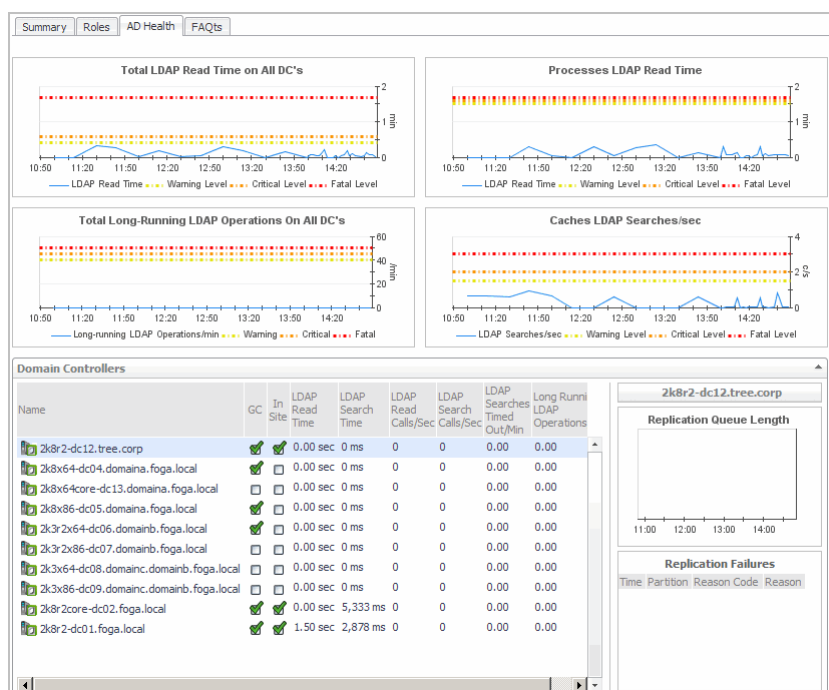 Summary Roles AD Health FAQts
Total LDAP Read Time on All DC's
2
1
0
min
10:50 11:20 11:50 12:20 12:50 13:20 13:50 14:20
LDAP Read Time Warning Level Critical Level Fatal Level
Processes LDAP Read Time
2
1
0
min
10:50 11:20 11:50 12:20 12:50 13:20 13:50 14:20
LDAP Read Time Warning Level Critical Level Fatal Level
Total Long-Running LDAP Operations On All DC's
60
40
20
0
/min
10:50 11:20 11:50 12:20 12:50 13:20 13:50 14:20
Long-running LDAP Operations/min Warning Critical Fatal
Caches LDAP Searches/sec
4
2
0
c/s
10:50 11:20 11:50 12:20 12:50 13:20 13:50 14:20
LDAP Searches/sec Warning Level Critical Level Fatal Level
Domain Controllers
Name GC In Site LDAP Read Time LDAP Search Time LDAP Read Calls/Sec LDAP Search Calls/Sec LDAP Searches Timed Out/Min Long Runni LDAP Operations
2k8r2-dc12.tree.corp 0.00 sec 0 ms 0 0 0.00 0.00
2k8x64-dc04.domaina.foga.local 0.00 sec 0 ms 0 0 0.00 0.00
2k8x64core-dc13.domaina.foga.local 0.00 sec 0 ms 0 0 0.00 0.00
2k8x86-dc05.domaina.foga.local 0.00 sec 0 ms 0 0 0.00 0.00
2k3r2x64-dc06.domainb.foga.local 0.00 sec 0 ms 0 0 0.00 0.00
2k3r2x86-dc07.domainb.foga.local 0.00 sec 0 ms 0 0 0.00 0.00
2k3x64-dc08.domainc.domainb.foga.local 0.00 sec 0 ms 0 0 0.00 0.00
2k3x86-dc09.domainc.domainb.foga.local 0.00 sec 0 ms 0 0 0.00 0.00
2k8r2core-dc02.foga.local 0.00 sec 5,333 ms 0 0 0.00 0.00
2k8r2-dc01.foga.local 1.50 sec 2,878 ms 0 0 0.00 0.00
2k8r2-dc12.tree.corp
Replication Queue Length
11:00 12:00 13:00 14:00
Replication Failures
Time Partition Reason Code Reason